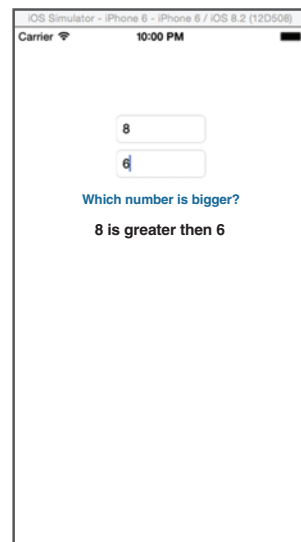 iOS Simulator - iPhone 6 - iPhone 6 / iOS 8.2 (12D508)
Carrier 10:00 PM
8
6
Which number is bigger?
8 is greater then 6